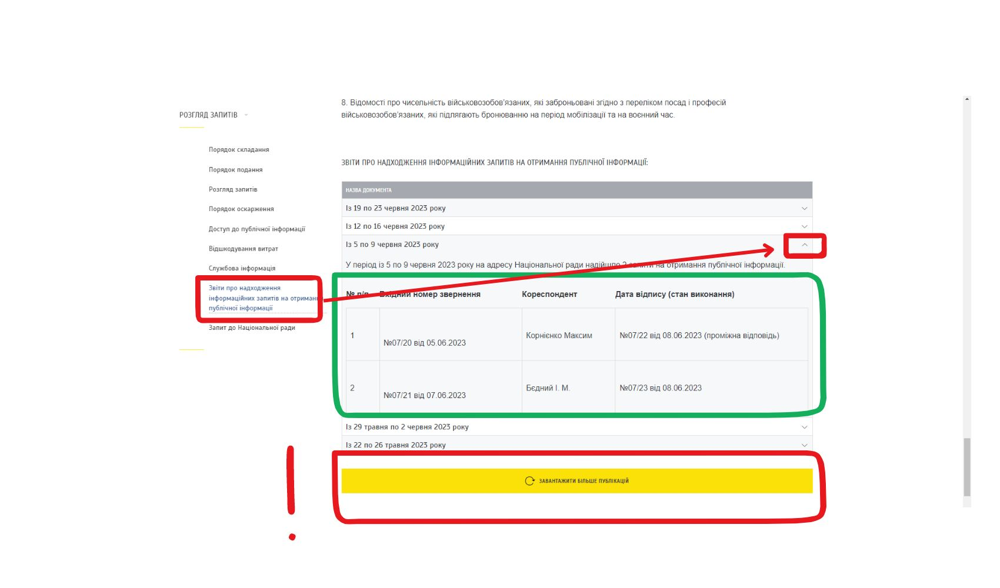 РОЗГЛЯД ЗАПИТІВ
Порядок складання
Порядок подання
Розгляд запитів
Порядок оскарження
Доступ до публічної інформації
Відшкодування витрат
Службова інформація
Звіти про надходження
інформаційних запитів на отримання
публічної інформації
Запит до Національної ради
8. Відомості про чисельність військовозобов'язаних, які заброньовані згідно з переліком посад і професій
військовозобов'язаних, які підлягають бронюванню на період мобілізації та на воєнний час.
ЗВІТИ ПРО НАДХОДЖЕННЯ ІНФОРМАЦІЙНИХ ЗАПИТІВ НА ОТРИМАННЯ ПУБЛІЧНОЇ ІНФОРМАЦІЇ:
НАЗВА ДОКУМЕНТА
Із 19 по 23 червня 2023 року
Із 12 по 16 червня 2023 року
Із 5 по 9 червня 2023 року
У період із 5 по 9 червня 2023 року на адресу Національної ради надійшло 2 запити на отримання публічної інформації.
№ п/п Вхідний номер звернення Кореспондент Дата відпису (стан виконання)
1 №07/20 від 05.06.2023 Корнієнко Максим №07/22 від 08.06.2023 (проміжна відповідь)
2 №07/21 від 07.06.2023 Бєдний І. М. №07/23 від 08.06.2023
Із 29 травня по 2 червня 2023 року
Із 22 по 26 травня 2023 року
ЗАВАНТАЖИТИ БІЛЬШЕ ПУБЛІКАЦІЙ
!